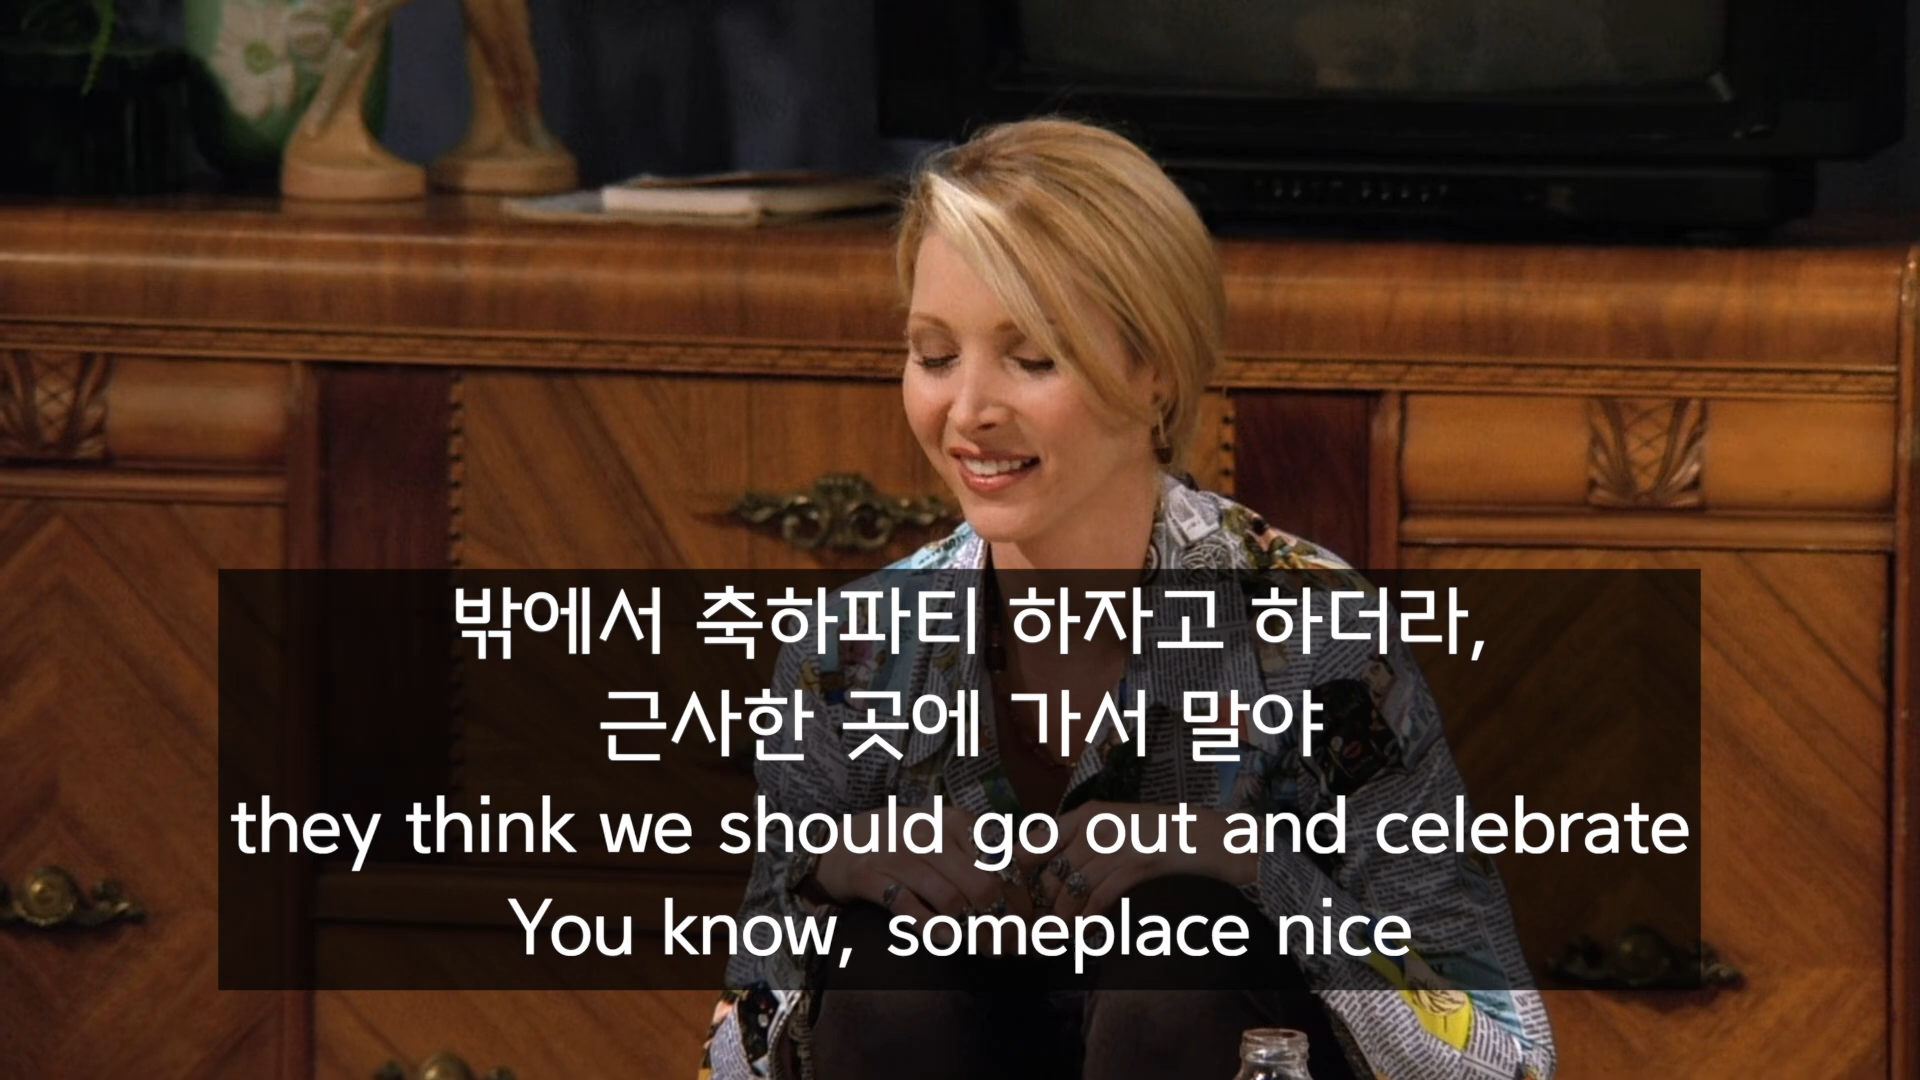 밖에서 축하파티 하자고 하더라,
근사한 곳에 가서 말야
they think we should go out and celebrate
You know, someplace nice